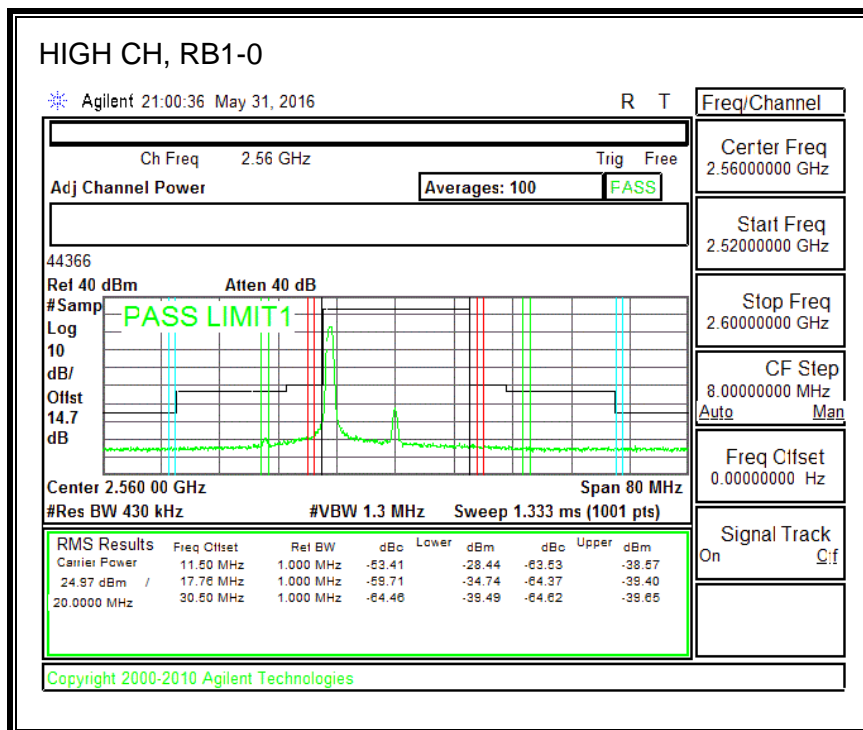 HIGH CH, RB1-0
Agilent 21:00:36 May 31, 2016 R T
Freq/Channel
Ch Freq 2.56 GHz Trig Free
Adj Channel Power Averages: 100 PASS
Center Freq
2.56000000 GHz
Start Freq
2.52000000 GHz
Stop Freq
2.60000000 GHz
CF Step
8.00000000 MHz
Auto Man
Freq Offset
0.00000000 Hz
Signal Track
On Off
44366
Ref 40 dBm Atten 40 dB
#Samp
Log
10
dB/
Offst
14.7
dB
PASS LIMIT1
Center 2.560 00 GHz Span 80 MHz
#Res BW 430 kHz #VBW 1.3 MHz Sweep 1.333 ms (1001 pts)
RMS Results Freq Offset Ref BW dBc Lower dBm dBc Upper dBm
Carrier Power 11.50 MHz 1.000 MHz -53.41 -28.44 -63.53 -38.57
24.97 dBm / 17.76 MHz 1.000 MHz -59.71 -34.74 -64.37 -39.40
20.0000 MHz 30.50 MHz 1.000 MHz -64.46 -39.49 -64.62 -39.65
Copyright 2000-2010 Agilent Technologies